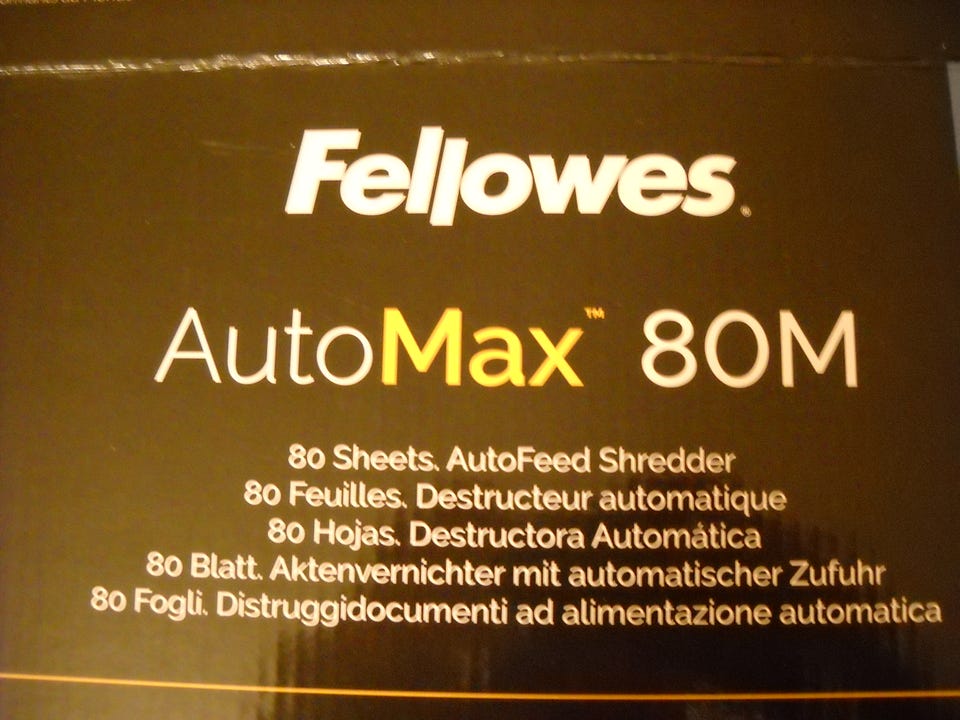 Fellowes®
AutoMax™ 80M
80 Sheets. AutoFeed Shredder
80 Feuilles. Destructeur automatique
80 Hojas. Destructora Automática
80 Blatt. Aktenvernichter mit automatischer Zufuhr
80 Fogli. Distruggidocumenti ad alimentazione automatica